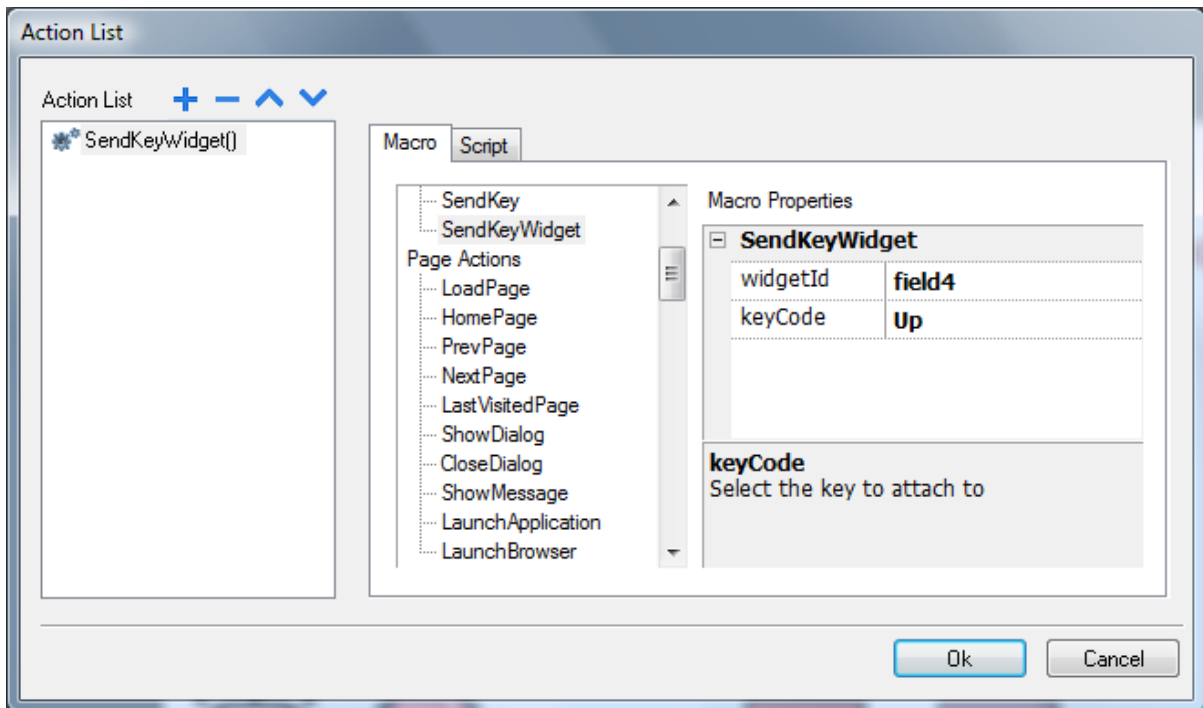 Action List
Action List
SendKeyWidget()
Macro
Script
SendKey
SendKeyWidget
Page Actions
LoadPage
HomePage
PrevPage
NextPage
LastVisitedPage
ShowDialog
CloseDialog
ShowMessage
LaunchApplication
LaunchBrowser
Macro Properties
SendKeyWidget
widgetId field4
keyCode Up
keyCode
Select the key to attach to
Ok
Cancel